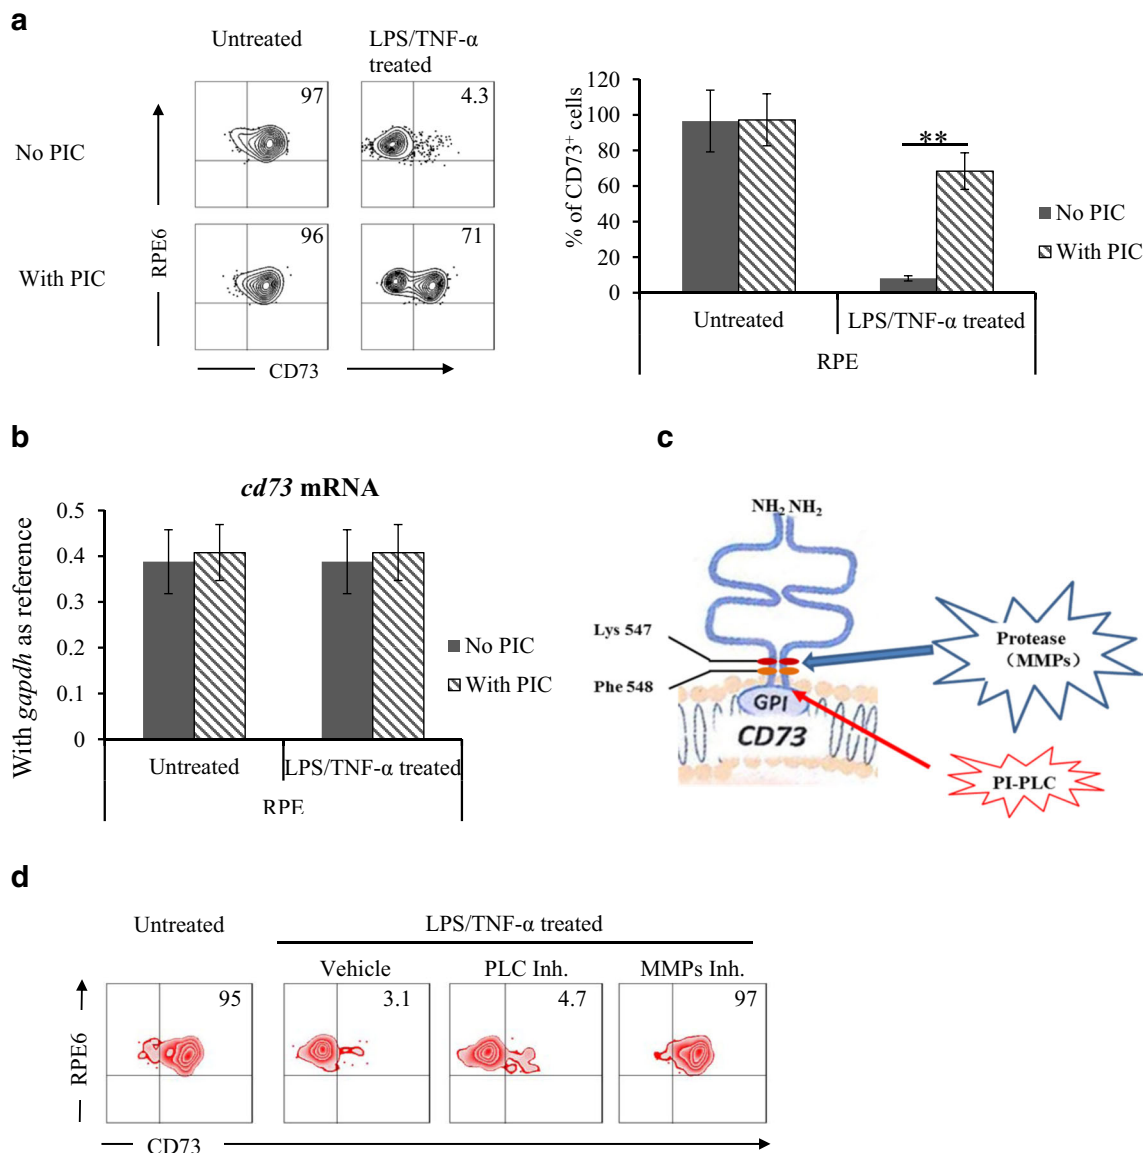 a
Untreated
LPS/TNF-α
treated
No PIC
97
4.3
With PIC
96
71
RPE6
CD73
% of CD73+ cells
120
100
80
60
40
20
0
**
No PIC
With PIC
Untreated
LPS/TNF-α treated
RPE
b
cd73 mRNA
With gapdh as reference
0.5
0.4
0.3
0.2
0.1
0
No PIC
With PIC
Untreated
LPS/TNF-α treated
RPE
c
NH2 NH2
Lys 547
Phe 548
GPI
CD73
Protease
(MMPs)
PI-PLC
d
Untreated
LPS/TNF-α treated
Vehicle
PLC Inh.
MMPs Inh.
95
3.1
4.7
97
RPE6
CD73